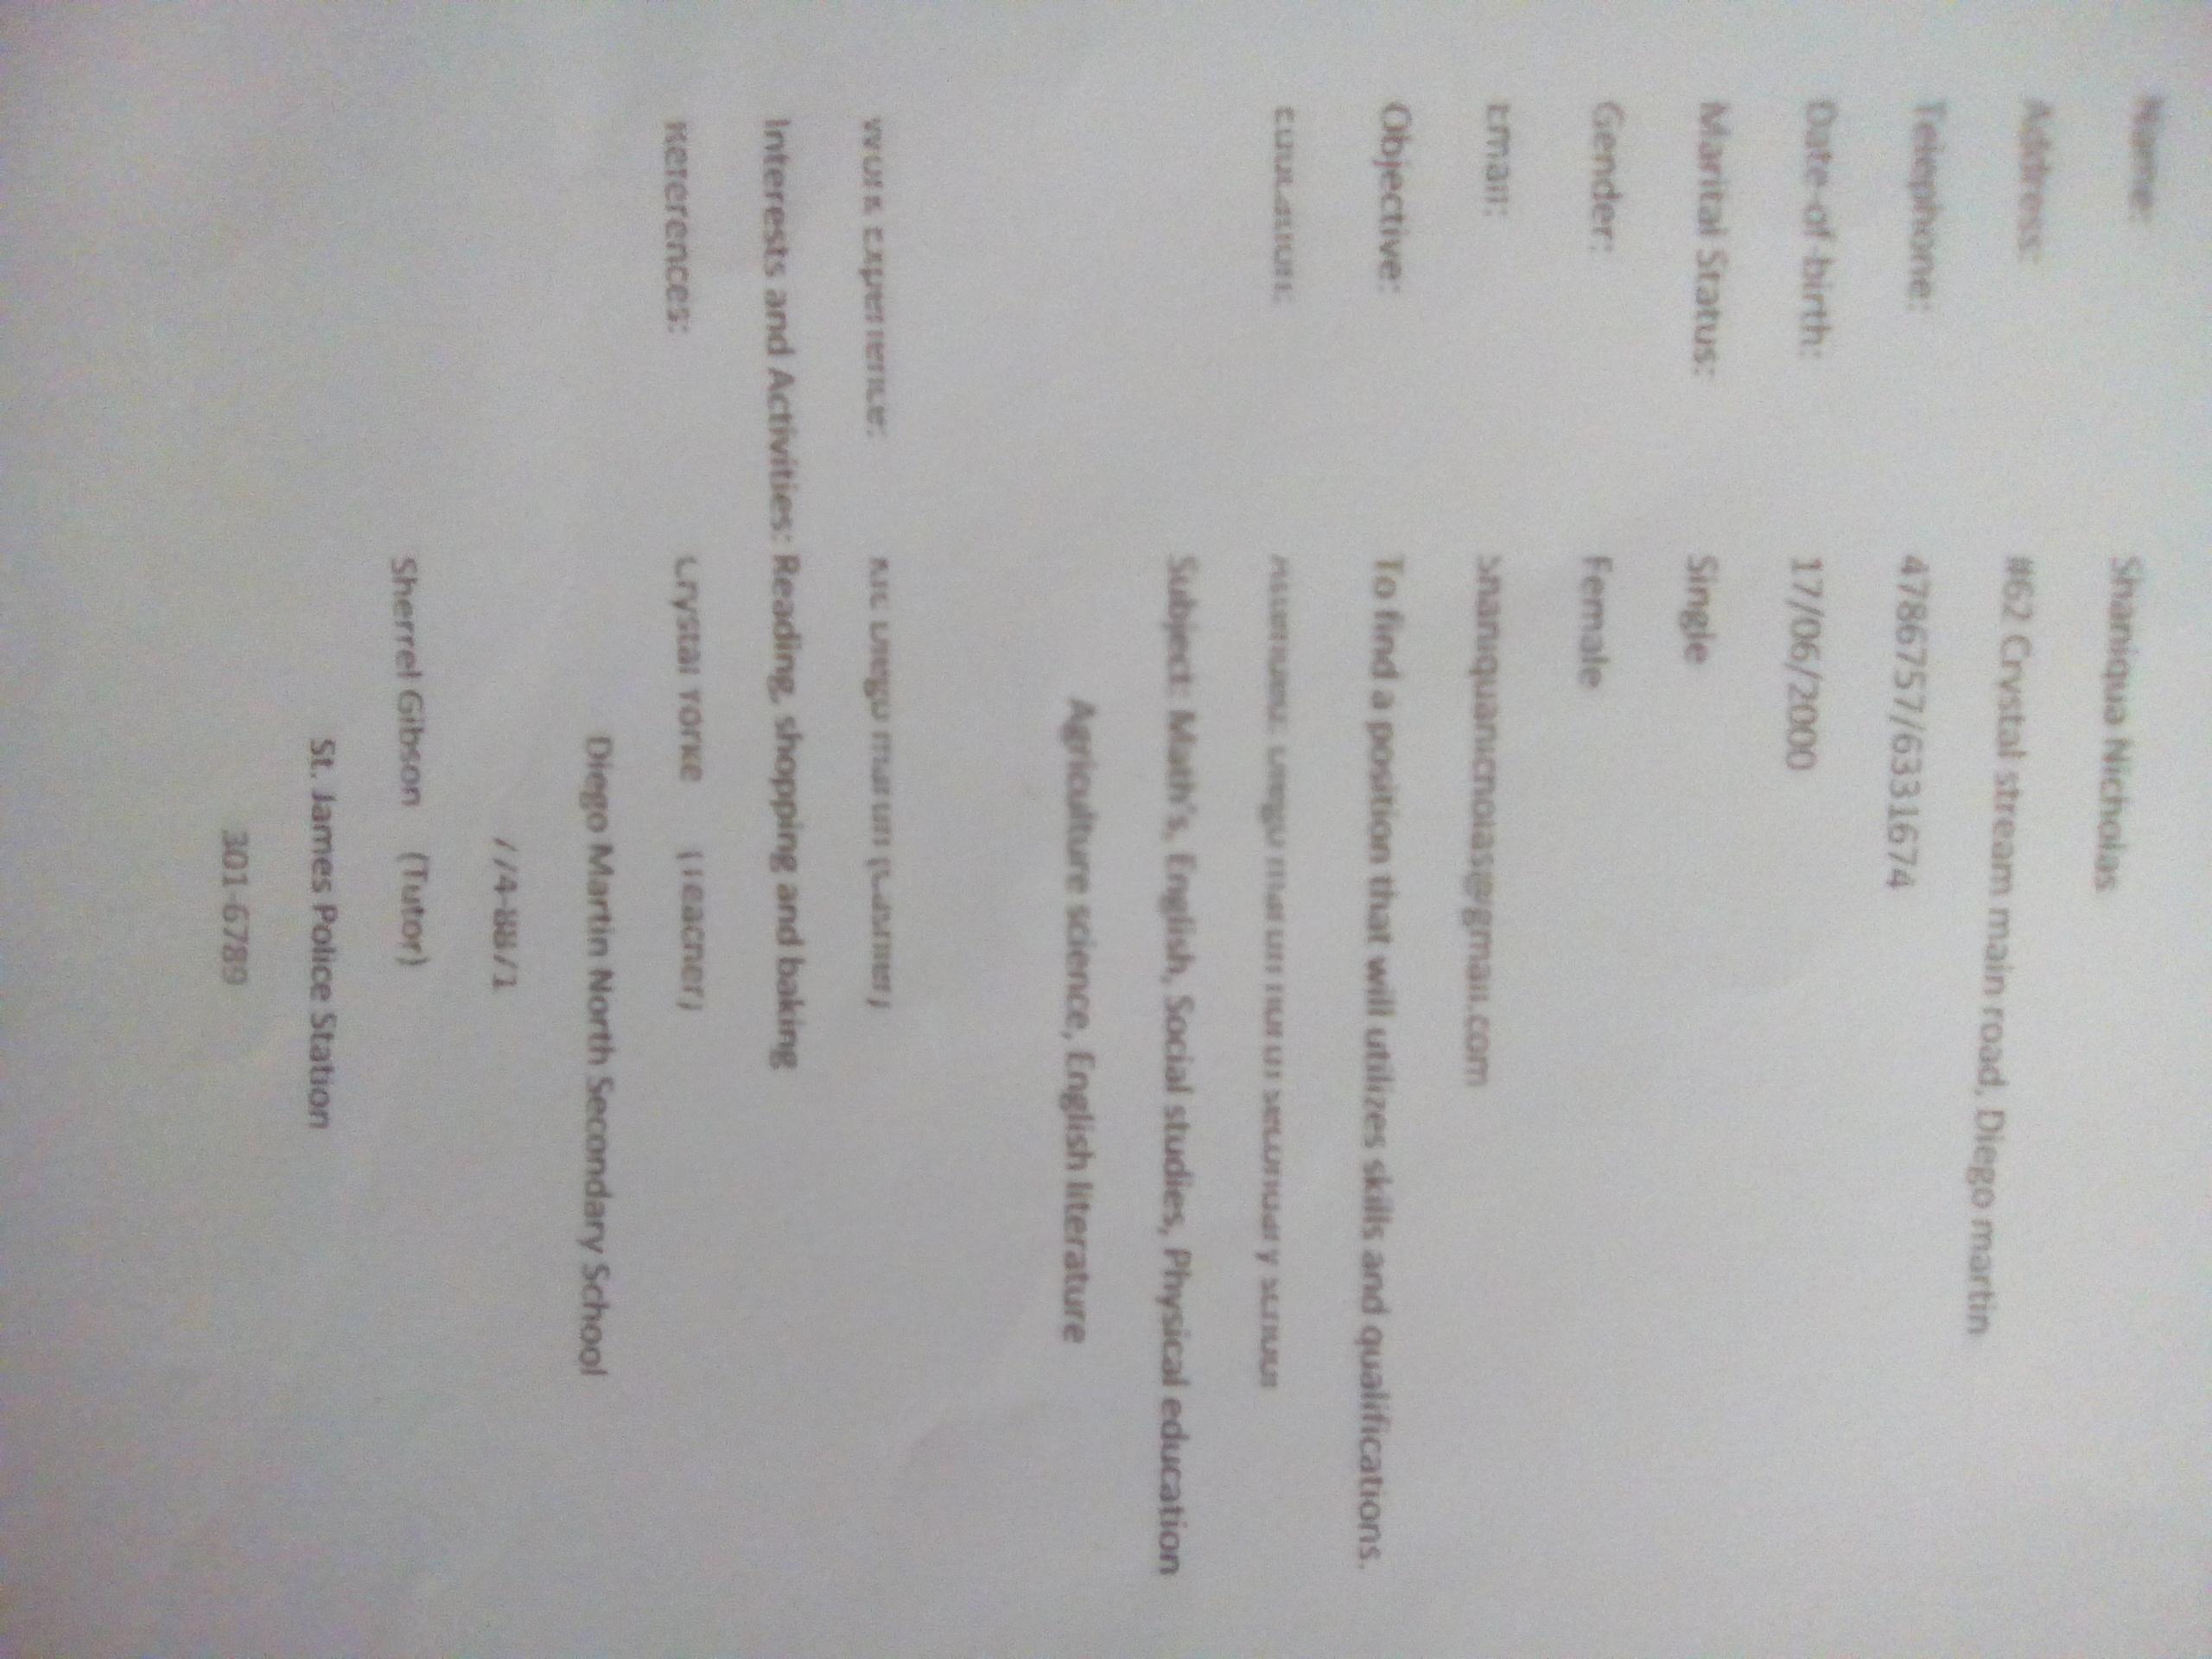 Name: Shaniqua Nicholas
Address: #62 Crystal stream main road, Diego martin
Telephone: 4786757/6331674
Date-of-birth: 17/06/2000
Marital Status: Single
Gender: Female
Email: shaniquanicholas@gmail.com
Objective: To find a position that will utilizes skills and qualifications.
Education: Diego martin north secondary school
Subject: Math's, English, Social studies, Physical education
Agriculture science, English literature
Work experience: Diego martin (Cashier)
Interests and Activities: Reading, shopping and baking
References: Crystal Yorke (Teacher)
Diego Martin North Secondary School
774-8871
Sherrel Gibson (Tutor)
St. James Police Station
301-6789